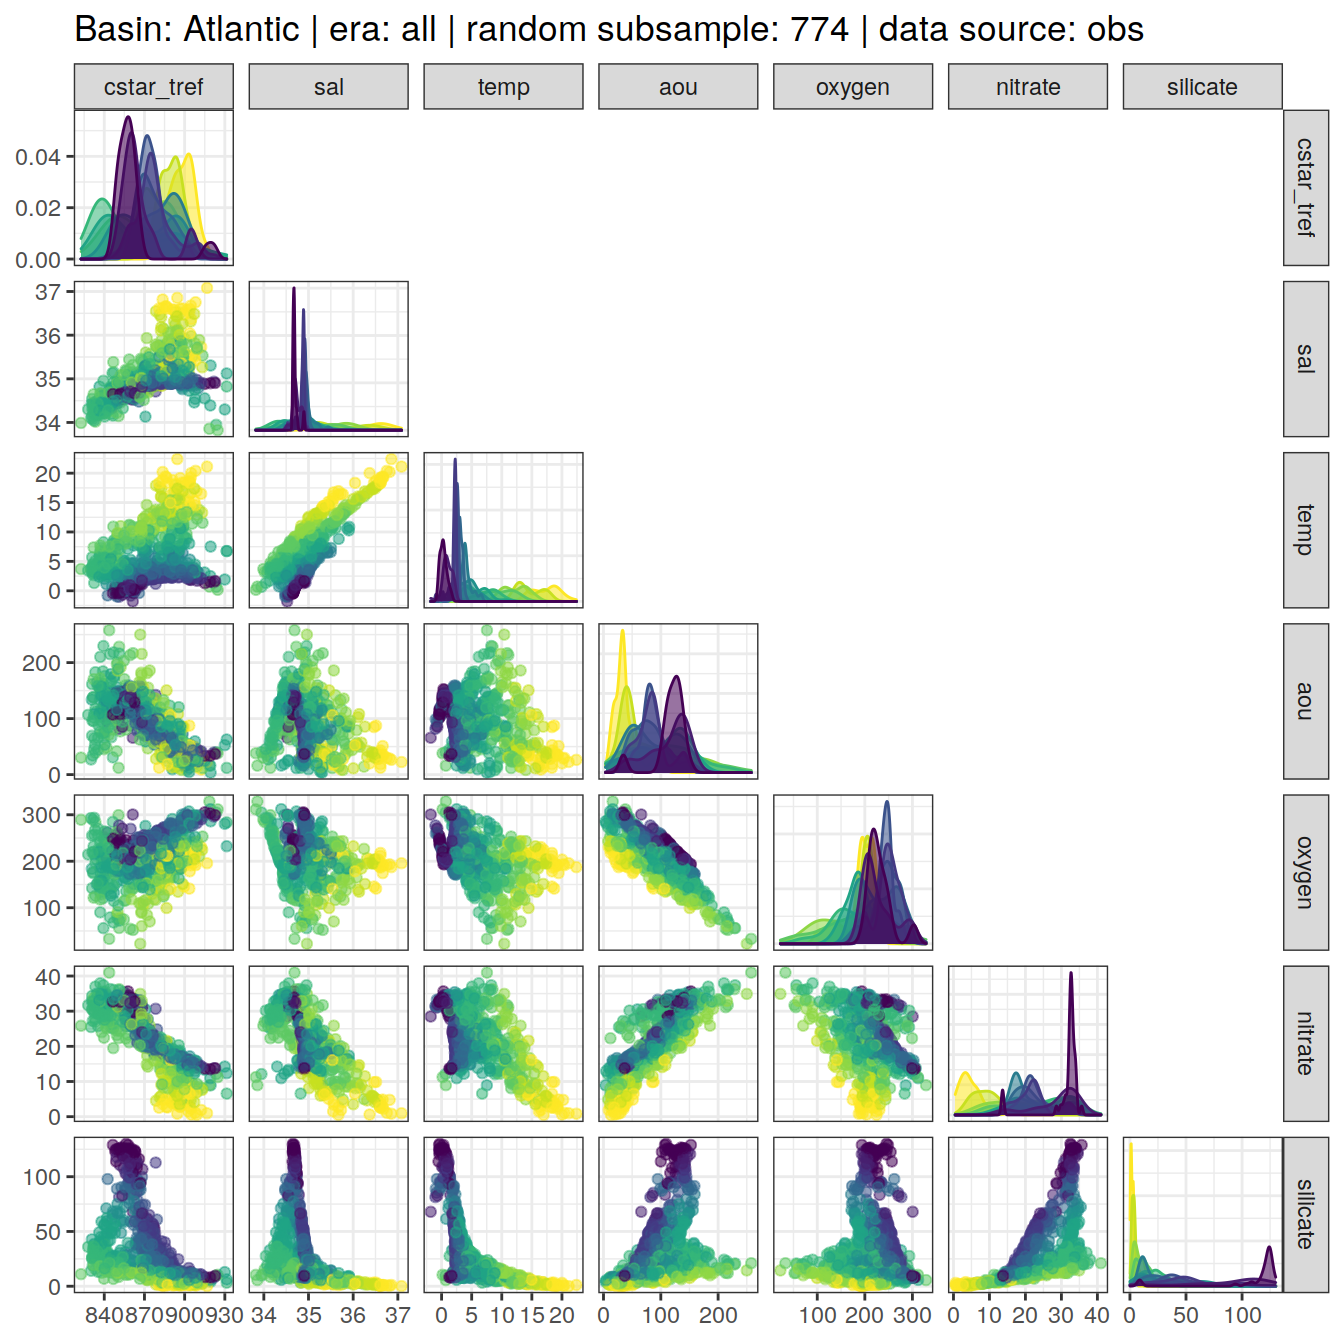 Basin: Atlantic | era: all | random subsample: 774 | data source: obs
cstar_tref sal temp aou oxygen nitrate silicate
cstar_tref
0.04
0.02
0.00
sal
37
36
35
34
temp
20
15
10
5
0
aou
200
100
0
oxygen
300
200
100
nitrate
40
30
20
10
0
silicate
100
50
0
840 870 900 930 34 35 36 37 0 5 10 15 20 0 100 200 100 200 300 0 10 20 30 40 0 50 100